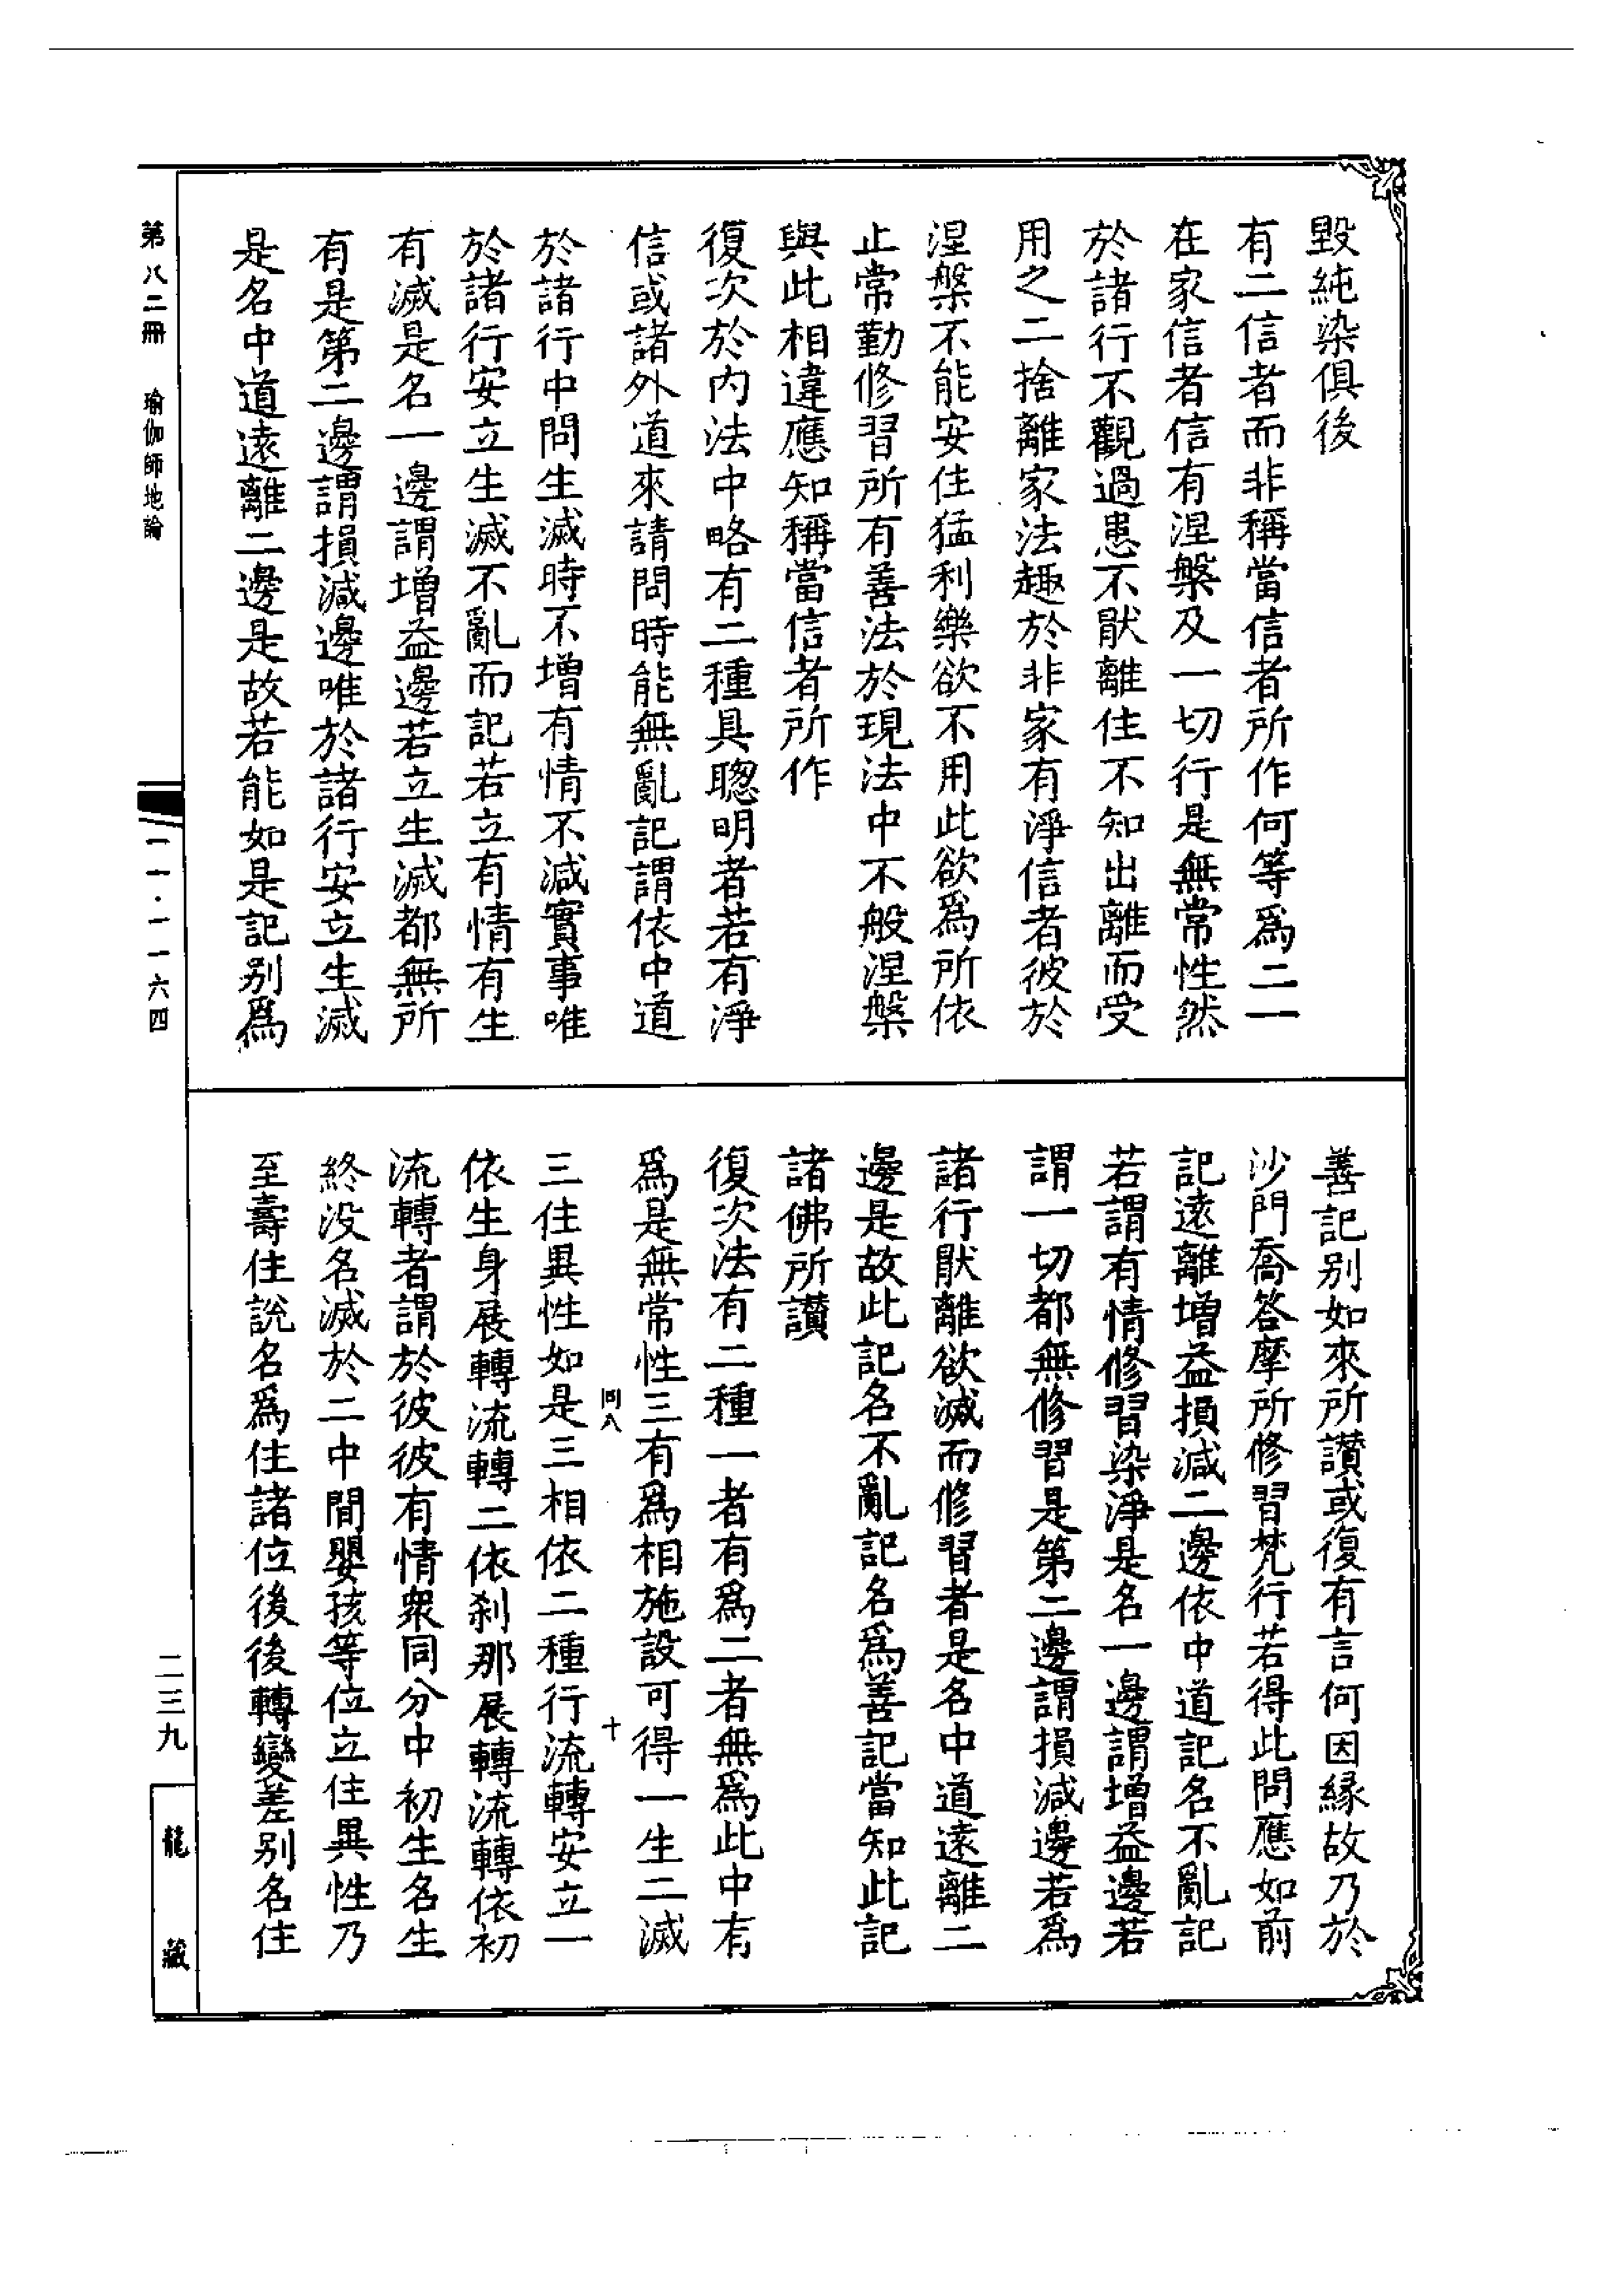 毀純染俱後
有二信者而非稱當信者所作何等為二一
在家信者信有涅槃及一切行是無常性然
於諸行不觀過患不猒離住不知出離而受
用之二捨離家法趣於非家有淨信者彼於
涅槃不能安住猛利樂欲不用此欲為所依
止常勤修習所有善法於現法中不般涅槃
與此相違應知稱當信者所作
復次於內法中略有二種具聰明者若有淨
信或諸外道來請問時能無亂記謂依中道
於諸行中問生滅時不增有情不減實事唯
於諸行安立生滅不亂而記若立有情有生
有滅是名一邊謂增益邊若立生滅都無所
有是第二邊謂損減邊唯於諸行安立生滅
是名中道遠離二邊是故若能如是記別為
善記別如來所讚或復有言何因緣故乃於
沙門喬答摩所修習梵行若得此問應如前
記遠離增益損減二邊依中道記名不亂記
若謂有情修習染淨是名一邊謂增益邊若
謂一切都無修習是第二邊謂損減邊若為
諸行猒離欲滅而修習者是名中道遠離二
邊是故此記名不亂記名為善記當知此記
諸佛所讚
復次法有二種一者有為二者無為此中有
為是無常性三有為相施設可得一生二滅
同八 十
三住異性如是三相依二種行流轉安立一
依生身展轉流轉二依刹那展轉流轉依初
流轉者謂於彼彼有情衆同分中初生名生
終没名滅於二中間嬰孩等位立住異性乃
至壽住說名為住諸位後後轉變差別名住
第八二冊 瑜伽師地論
一一·一一六四
二三九
龍藏